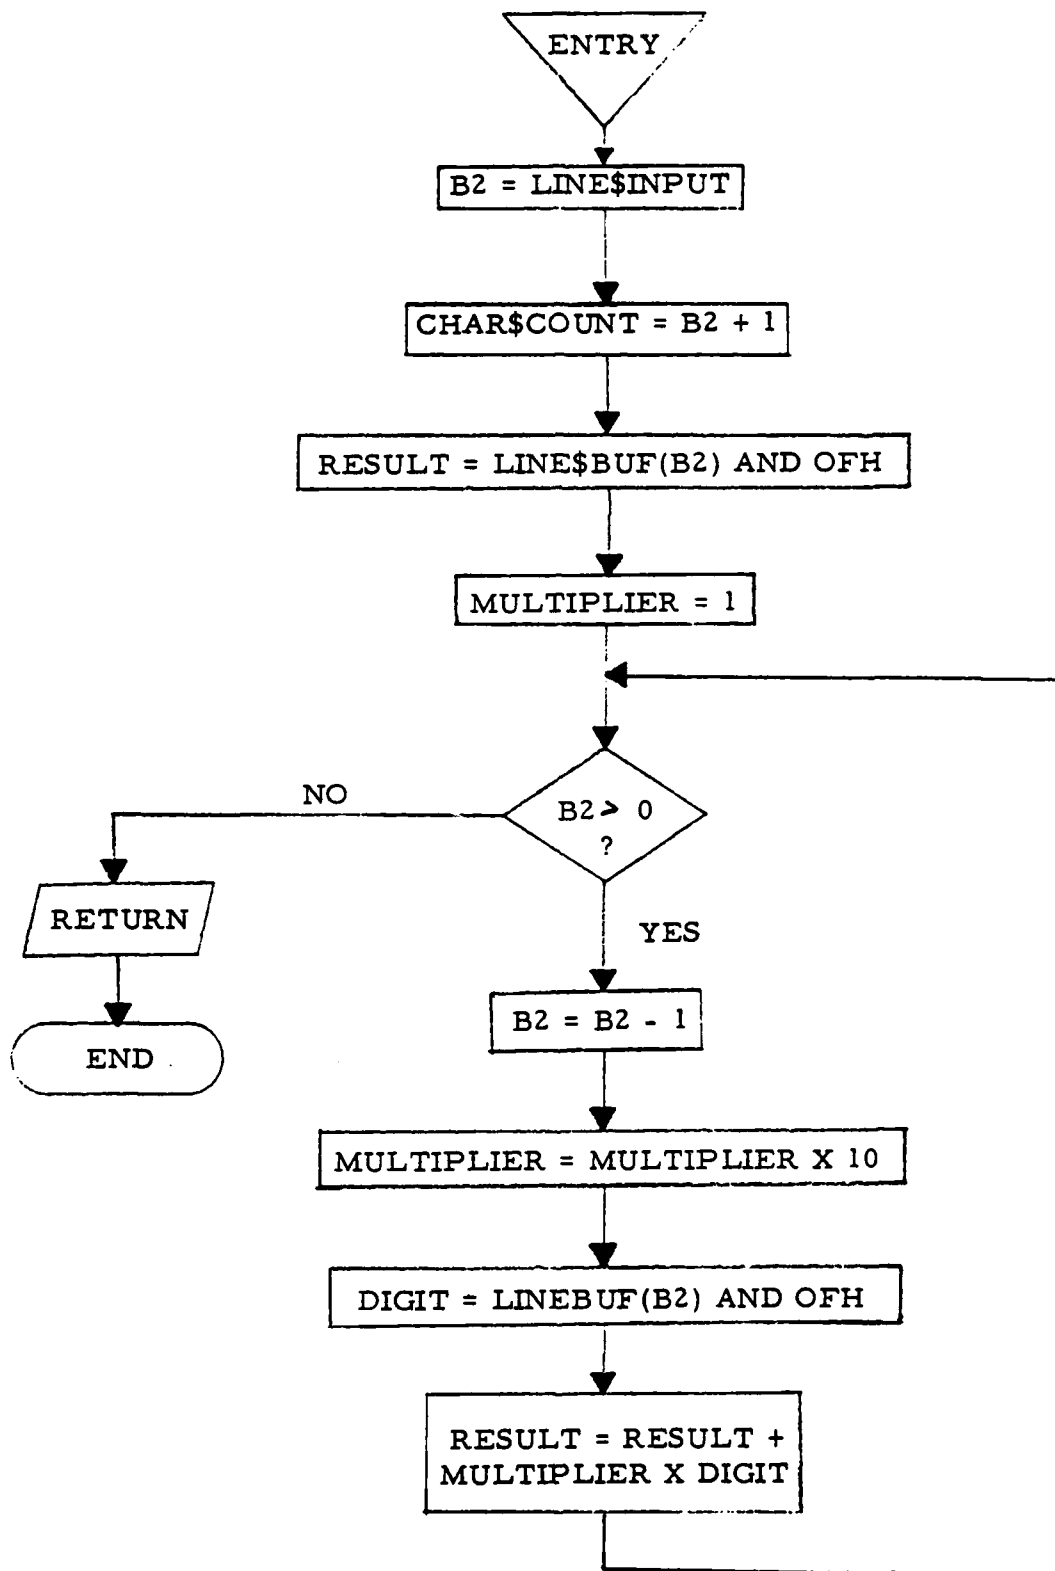 ENTRY
B2 = LINE$INPUT
CHAR$COUNT = B2 + 1
RESULT = LINE$BUF(B2) AND OFH
MULTIPLIER = 1
B2 > 0
?
NO
YES
RETURN
END
B2 = B2 - 1
MULTIPLIER = MULTIPLIER X 10
DIGIT = LINEBUF(B2) AND OFH
RESULT = RESULT +
MULTIPLIER X DIGIT